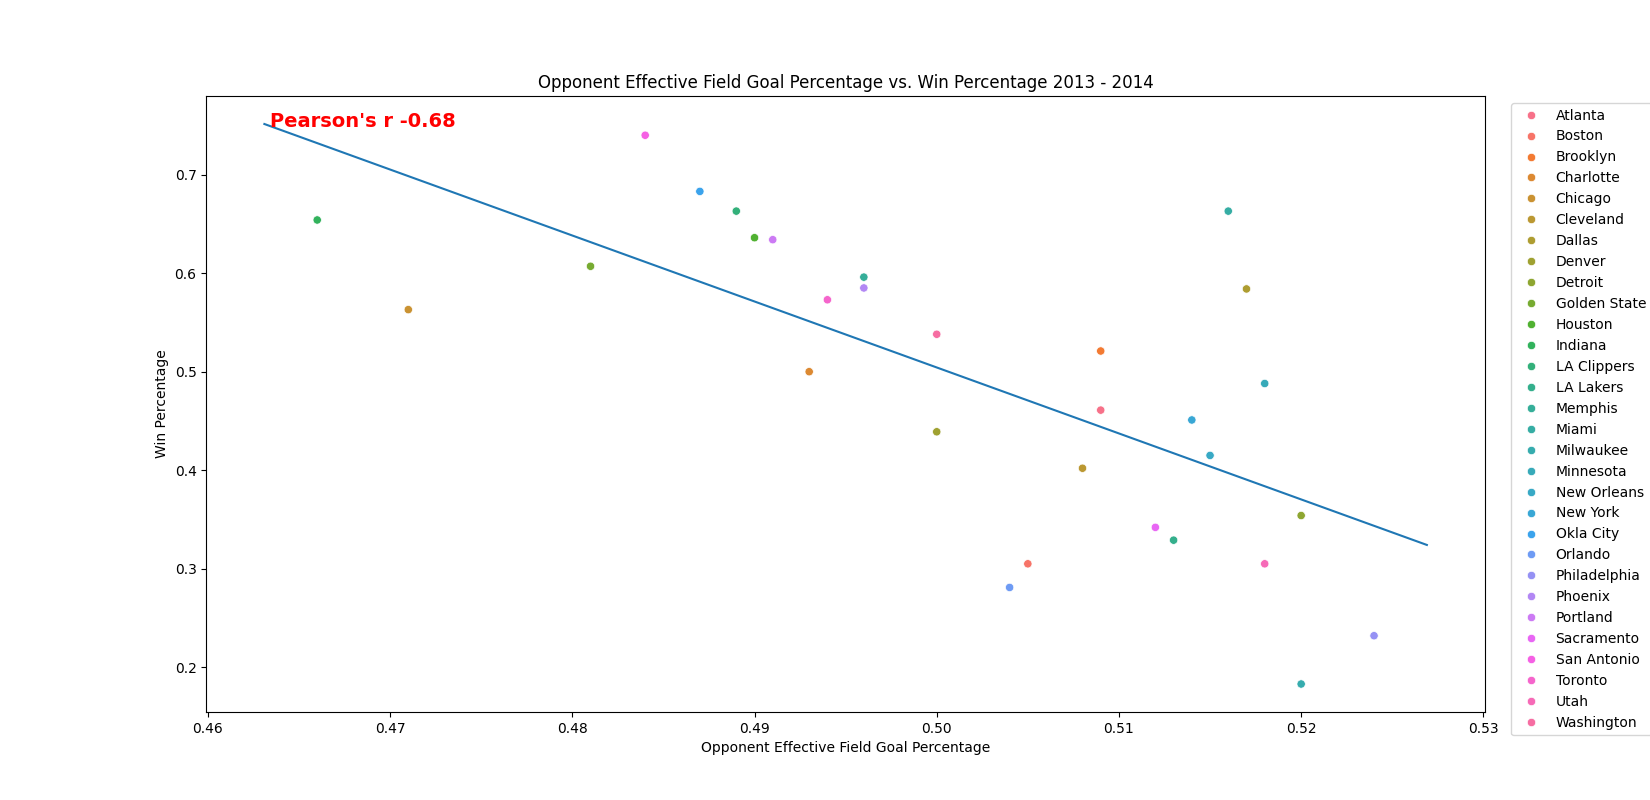 Opponent Effective Field Goal Percentage vs. Win Percentage 2013 - 2014
Pearson's r -0.68
Win Percentage
0.7
0.6
0.5
0.4
0.3
0.2
0.46 0.47 0.48 0.49 0.50 0.51 0.52 0.53
Opponent Effective Field Goal Percentage
Atlanta
Boston
Brooklyn
Charlotte
Chicago
Cleveland
Dallas
Denver
Detroit
Golden State
Houston
Indiana
LA Clippers
LA Lakers
Memphis
Miami
Milwaukee
Minnesota
New Orleans
New York
Okla City
Orlando
Philadelphia
Phoenix
Portland
Sacramento
San Antonio
Toronto
Utah
Washington